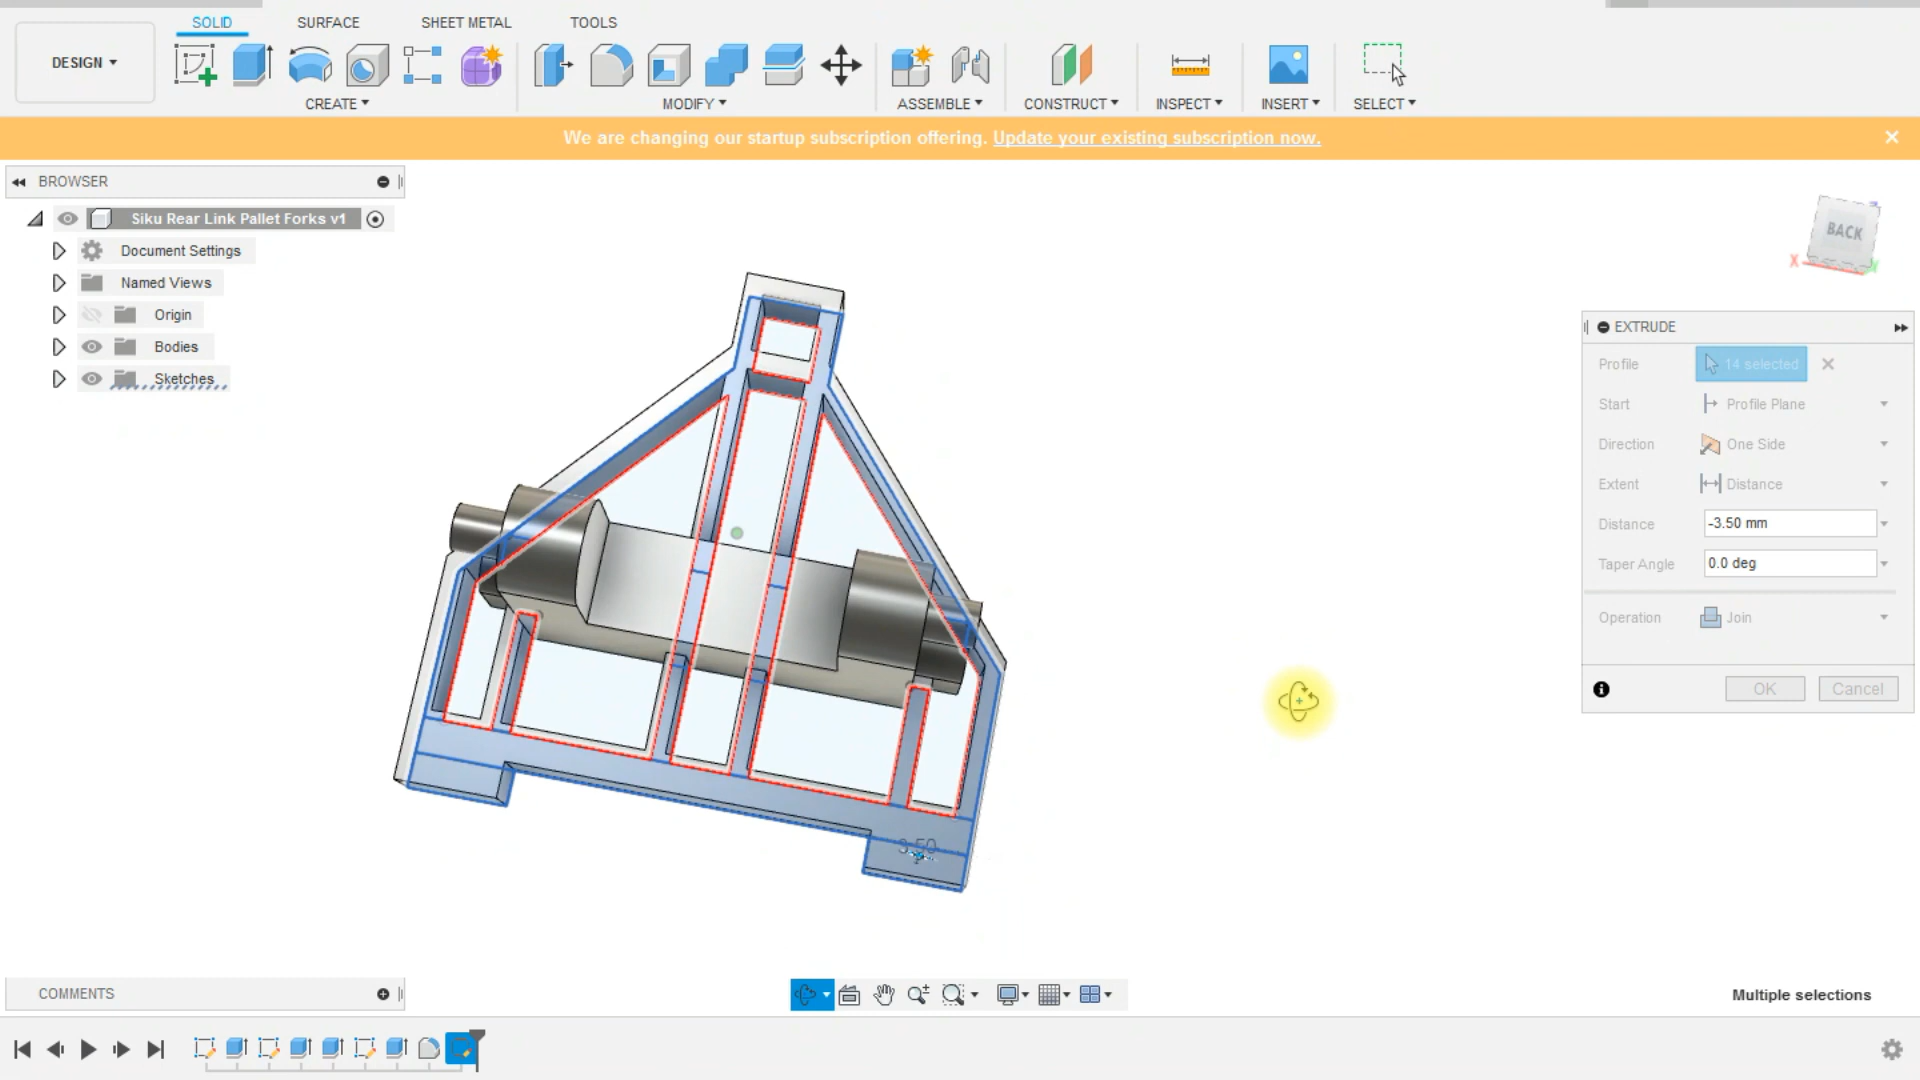 SOLID
SURFACE
SHEET METAL
TOOLS
DESIGN
CREATE
MODIFY
ASSEMBLE
CONSTRUCT
INSPECT
INSERT
SELECT
We are changing our startup subscription offering. Update your existing subscription now.
BROWSER
Siku Rear Link Pallet Forks v1
Document Settings
Named Views
Origin
Bodies
Sketches
BACK
X
EXTRUDE
Profile 14 selected
Start Profile Plane
Direction One Side
Extent Distance
Distance -3.50 mm
Taper Angle 0.0 deg
Operation Join
OK Cancel
COMMENTS
Multiple selections